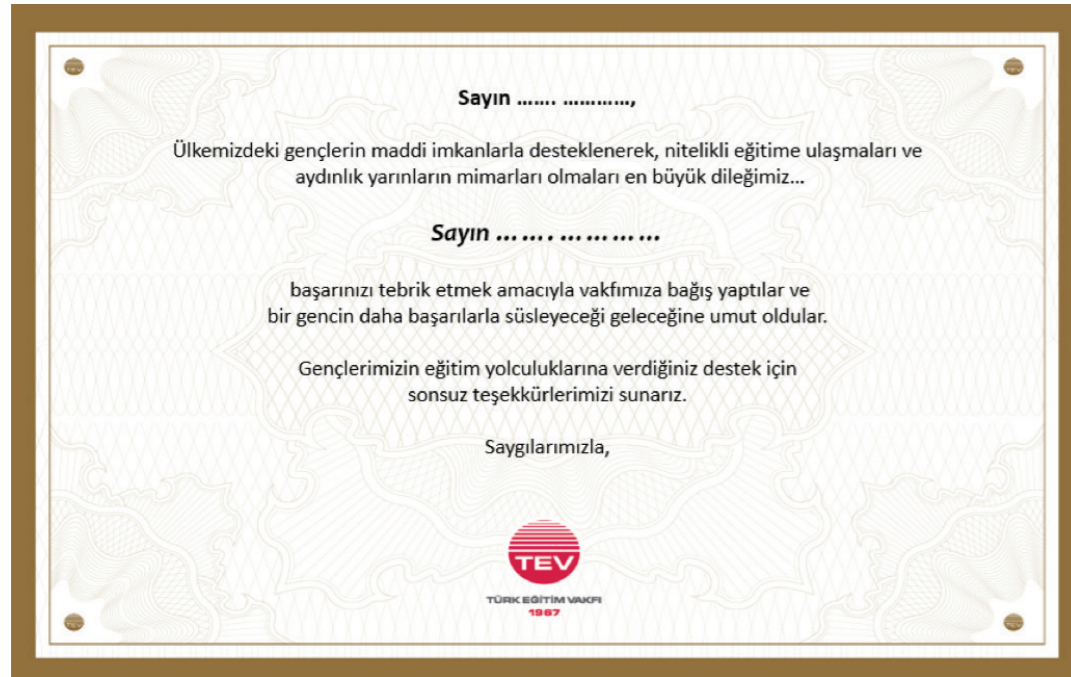 Sayın ....... ............,
Ülkemizdeki gençlerin maddi imkanlarla desteklenerek, nitelikli eğitime ulaşmaları ve
aydınlık yarınların mimarları olmaları en büyük dileğimiz...
Sayın ....... ............
başarınızı tebrik etmek amacıyla vakfımıza bağış yaptılar ve
bir gencin daha başarılarla süsleyeceği geleceğine umut oldular.
Gençlerimizin eğitim yolculuklarına verdiğiniz destek için
sonsuz teşekkürlerimizi sunarız.
Saygılarımızla,
TEV
TÜRK EĞİTİM VAKFI
1967